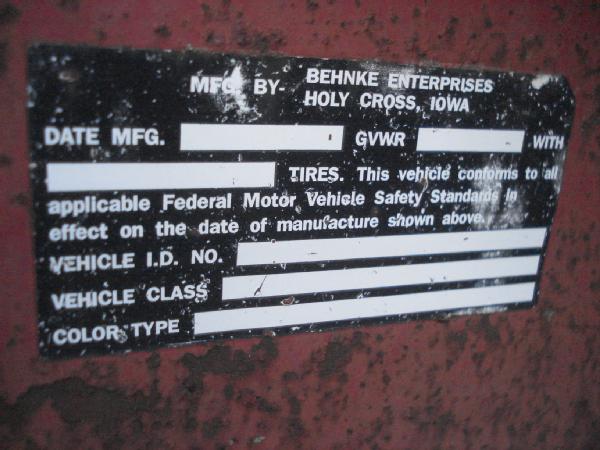 MFG. BY- BEHNKE ENTERPRISES
HOLY CROSS, IOWA
DATE MFG. GVWR WITH
TIRES. This vehicle conforms to all
applicable Federal Motor Vehicle Safety Standards in
effect on the date of manufacture shown above.
VEHICLE I.D. NO.
VEHICLE CLASS
COLOR TYPE